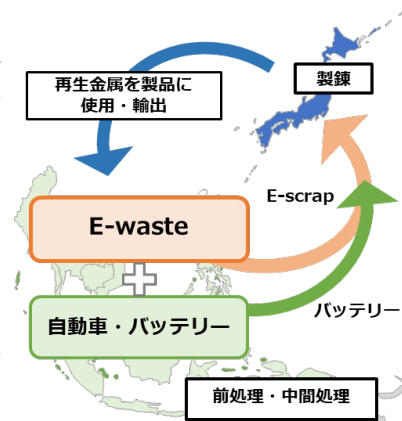 再生金属を製品に
使用・輸出
製錬
E-scrap
E-waste
バッテリー
自動車・バッテリー
前処理・中間処理